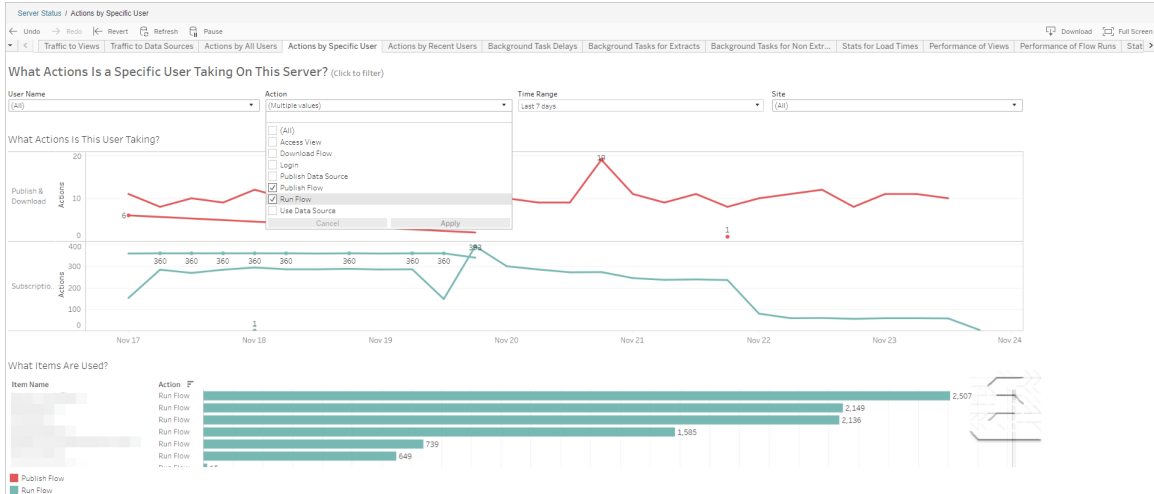 Server Status / Actions by Specific User
Undo Redo Revert Refresh Pause Download Full Screen
Traffic to Views Traffic to Data Sources Actions by All Users Actions by Specific User Actions by Recent Users Background Task Delays Background Tasks for Extracts Background Tasks for Non Extr... Stats for Load Times Performance of Views Performance of Flow Runs Stat
What Actions Is a Specific User Taking On This Server? (Click to filter)
User Name Action Time Range Site
(All) (Multiple values) Last 7 days (All)
(All)
Access View
Download Flow
Login
Publish Data Source
Publish Flow
Run Flow
Use Data Source
Cancel Apply
What Actions Is This User Taking?
Publish &
Download
Actions
20
10
0
6
19
1
Subscriptio..
Actions
400
300
200
100
0
360 360 360 360 360 360 360 360
393
1
Nov 17 Nov 18 Nov 19 Nov 20 Nov 21 Nov 22 Nov 23 Nov 24
What Items Are Used?
Item Name Action
Run Flow 2,507
Run Flow 2,149
Run Flow 2,136
Run Flow 1,585
Run Flow 739
Run Flow 649
Publish Flow
Run Flow